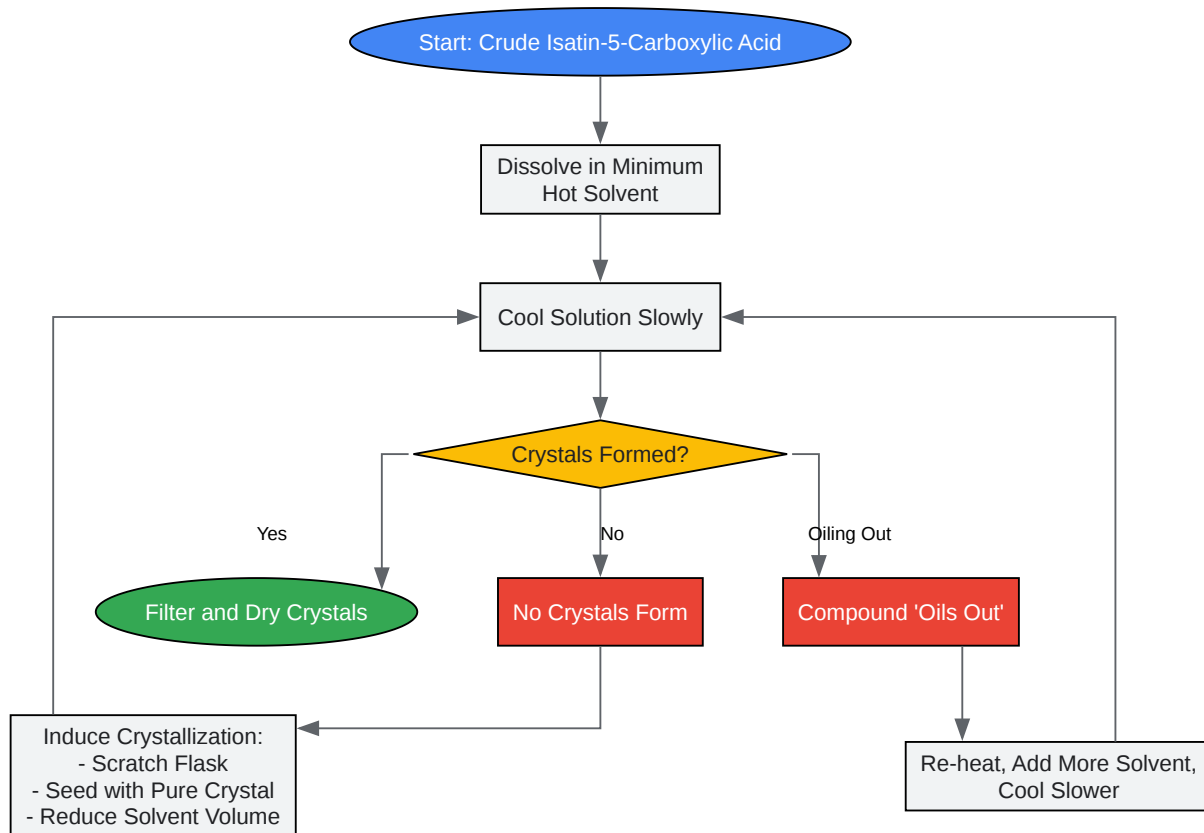 Start: Crude Isatin-5-Carboxylic Acid
Dissolve in Minimum
Hot Solvent
Cool Solution Slowly
Crystals Formed?
Yes
No
Oiling Out
Filter and Dry Crystals
No Crystals Form
Compound 'Oils Out'
Induce Crystallization:
- Scratch Flask
- Seed with Pure Crystal
- Reduce Solvent Volume
Re-heat, Add More Solvent,
Cool Slower